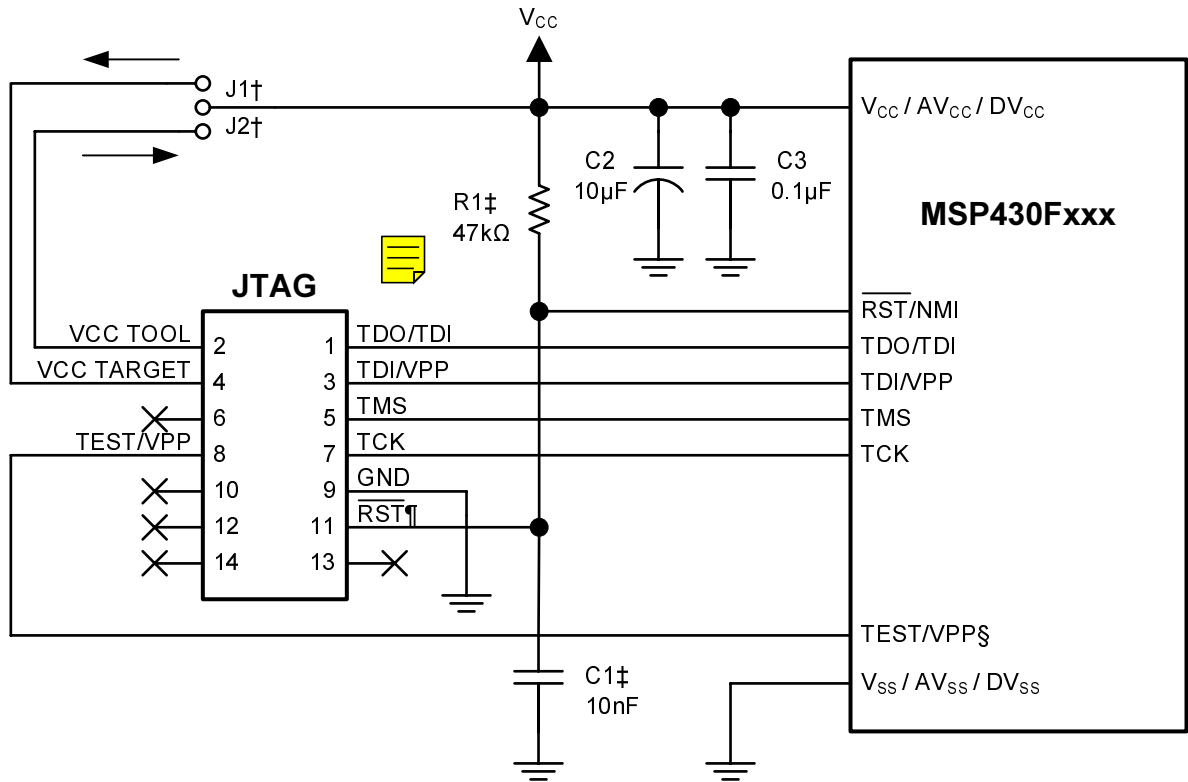 VCC
J1†
J2†
VCC / AVCC / DVCC
C2
10µF
C3
0.1µF
R1‡
47kΩ
MSP430Fxxx
JTAG
RST/NMI
VCC TOOL
2
1
TDO/TDI
TDO/TDI
VCC TARGET
4
3
TDI/VPP
TDI/VPP
6
5
TMS
TMS
TEST/VPP
8
7
TCK
TCK
10
9
GND
12
11
RST¶
14
13
TEST/VPP§
C1‡
10nF
VSS / AVSS / DVSS